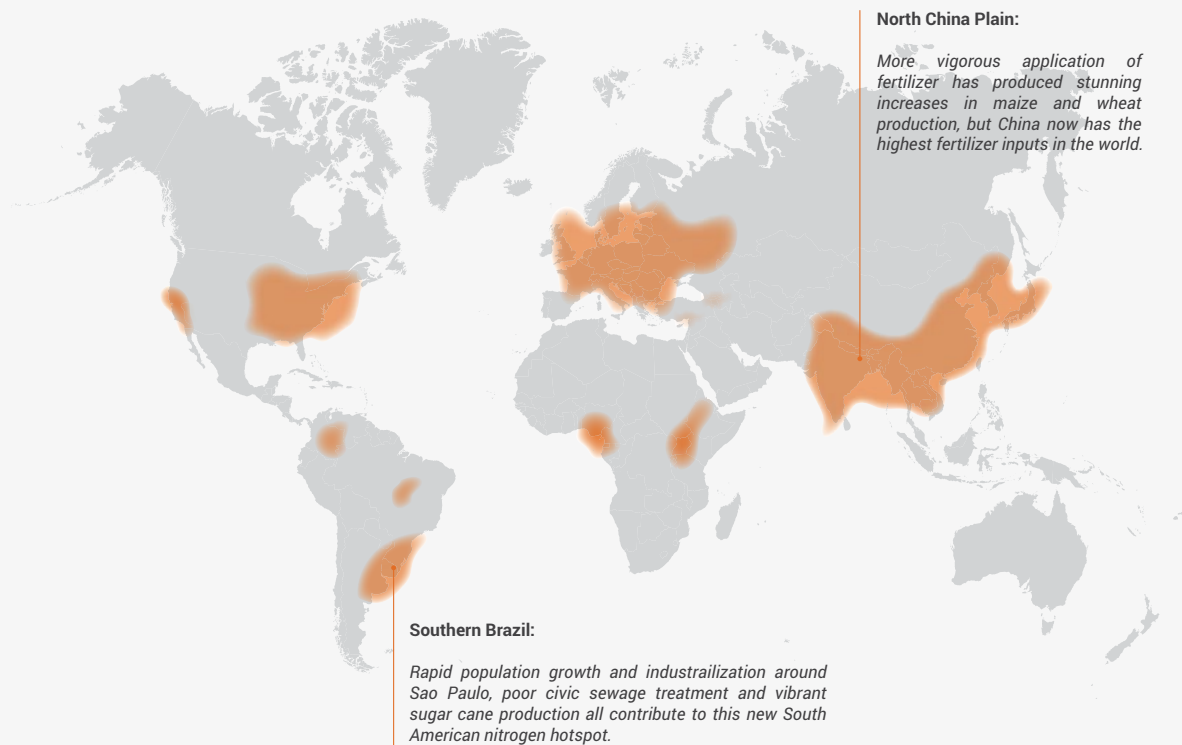 North China Plain:
More vigorous application of
fertilizer has produced stunning
increases in maize and wheat
production, but China now has the
highest fertilizer inputs in the world.
Southern Brazil:
Rapid population growth and industrailization around
Sao Paulo, poor civic sewage treatment and vibrant
sugar cane production all contribute to this new South
American nitrogen hotspot.